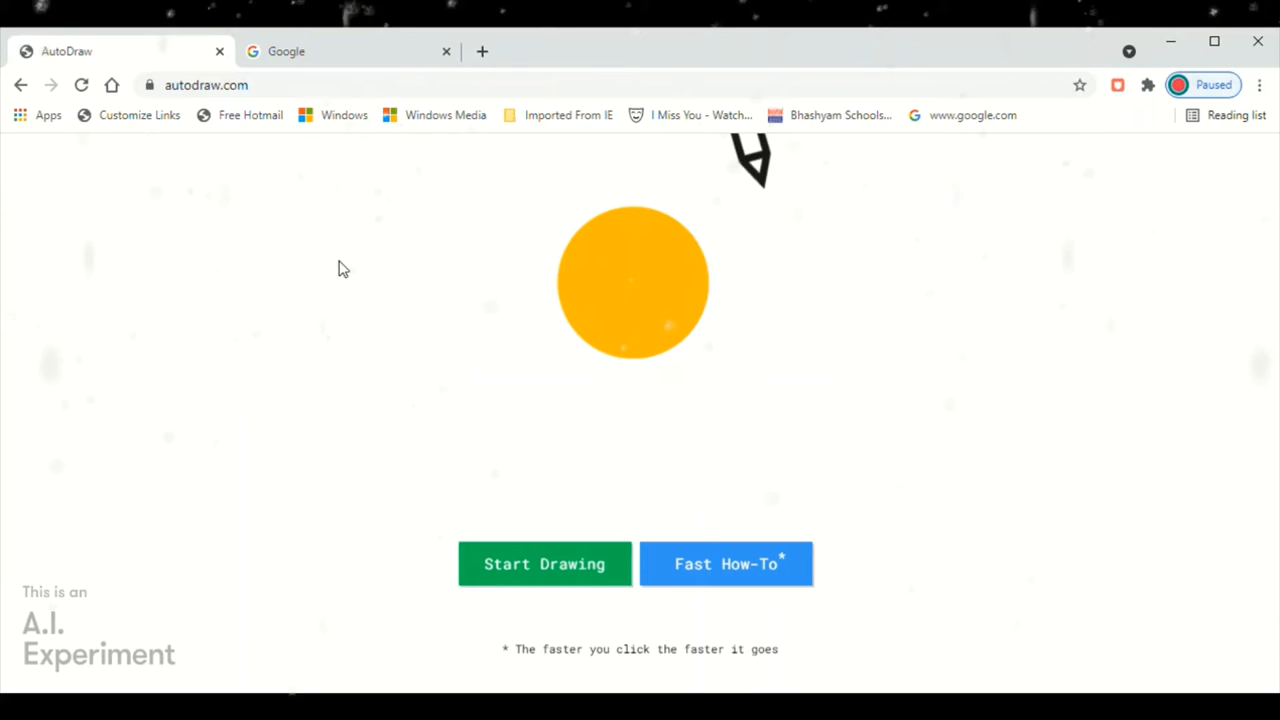 AutoDraw
Google
autodraw.com
Paused
Apps
Customize Links
Free Hotmail
Windows
Windows Media
Imported From IE
I Miss You - Watch...
Bhashyam Schools...
www.google.com
Reading list
Start Drawing
Fast How-To*
This is an
A.I.
Experiment
* The faster you click the faster it goes